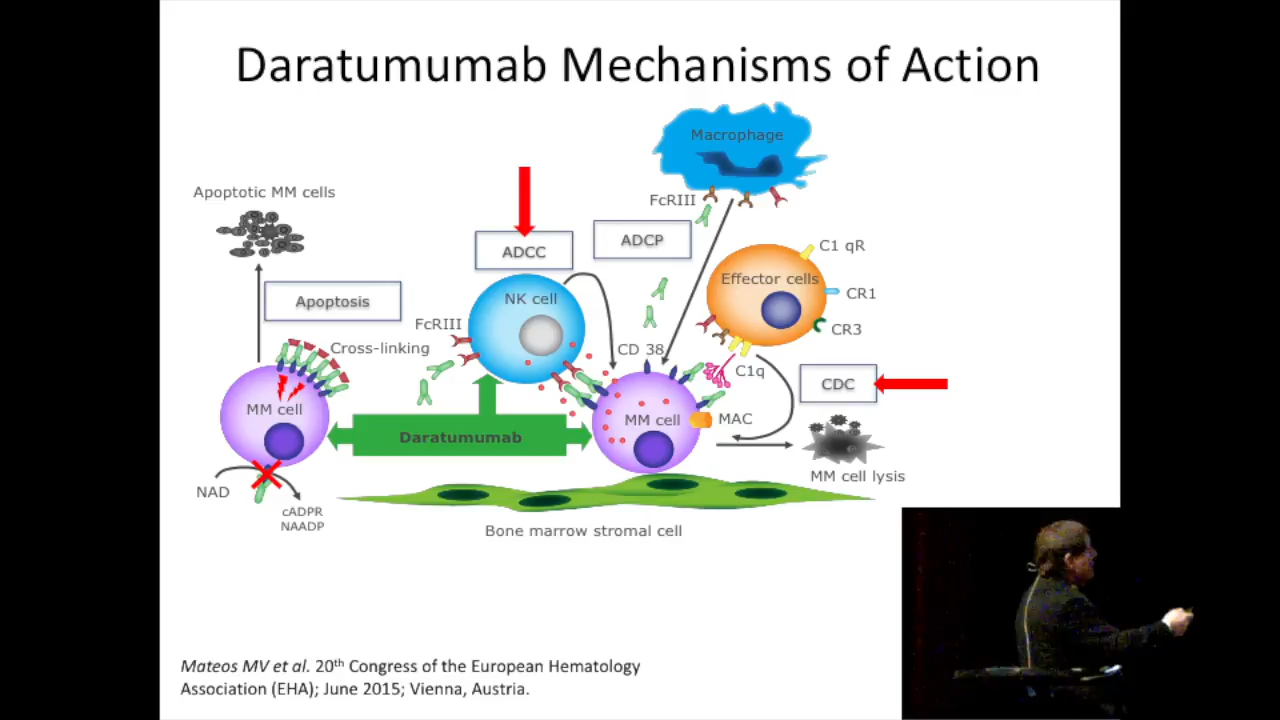 Daratumumab Mechanisms of Action
Macrophage
Apoptotic MM cells
FcRIII
ADCC
ADCP
C1 qR
Effector cells
NK cell
Apoptosis
CR1
FcRIII
CR3
Cross-linking
CD 38
C1q
CDC
MM cell
MM cell
MAC
Daratumumab
MM cell lysis
NAD
cADPR
NAADP
Bone marrow stromal cell
Mateos MV et al. 20th Congress of the European Hematology
Association (EHA); June 2015; Vienna, Austria.